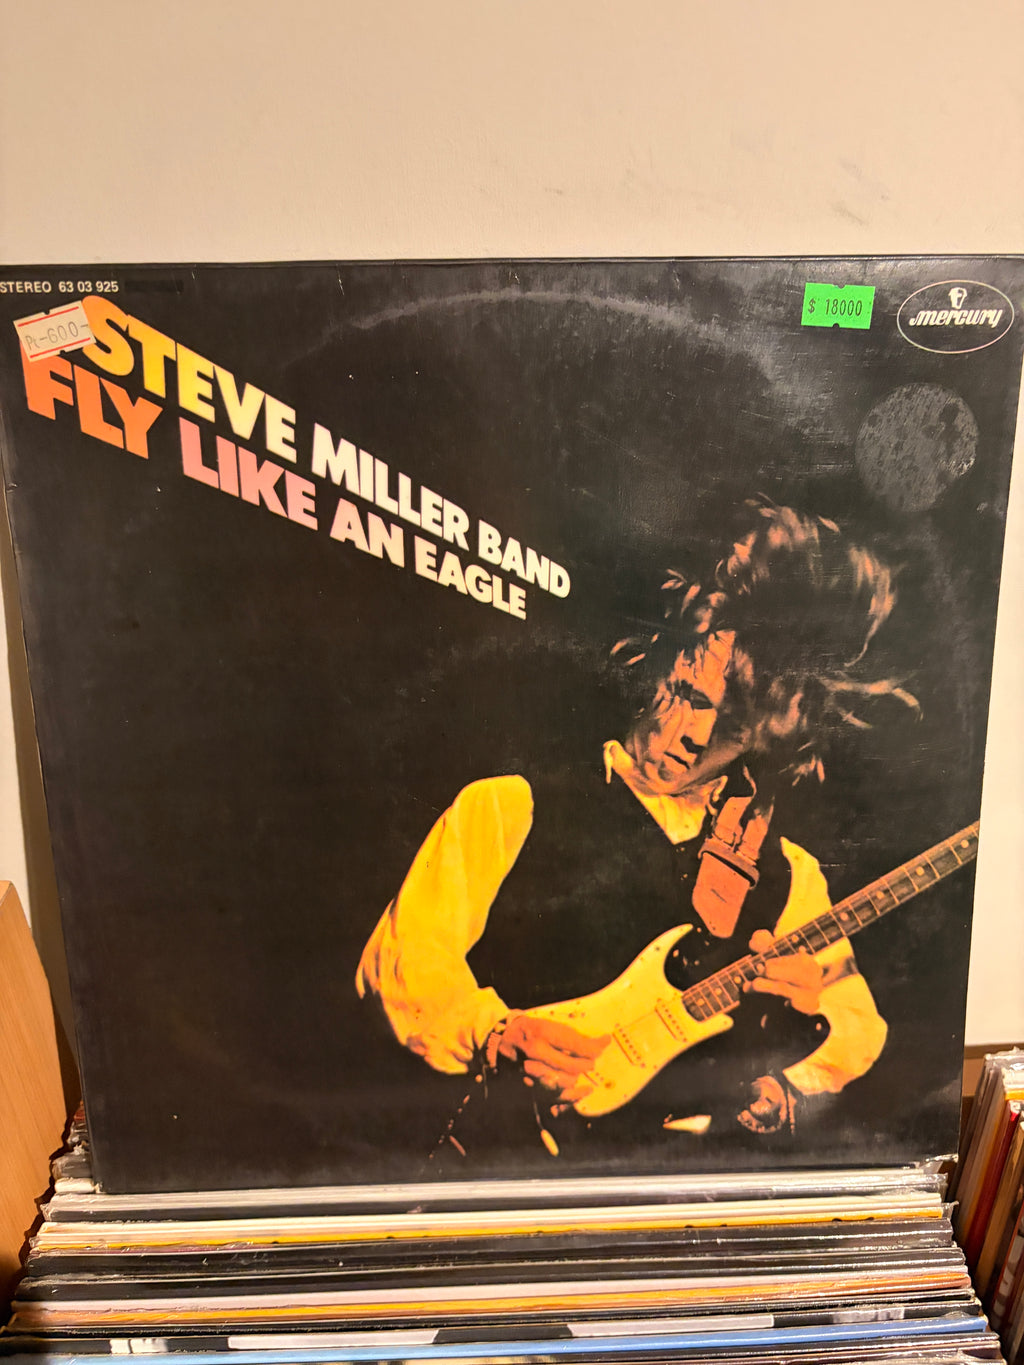 STEREO 63 03 925
$ 18000
mercury
Pt-600-
STEVE MILLER BAND
FLY LIKE AN EAGLE